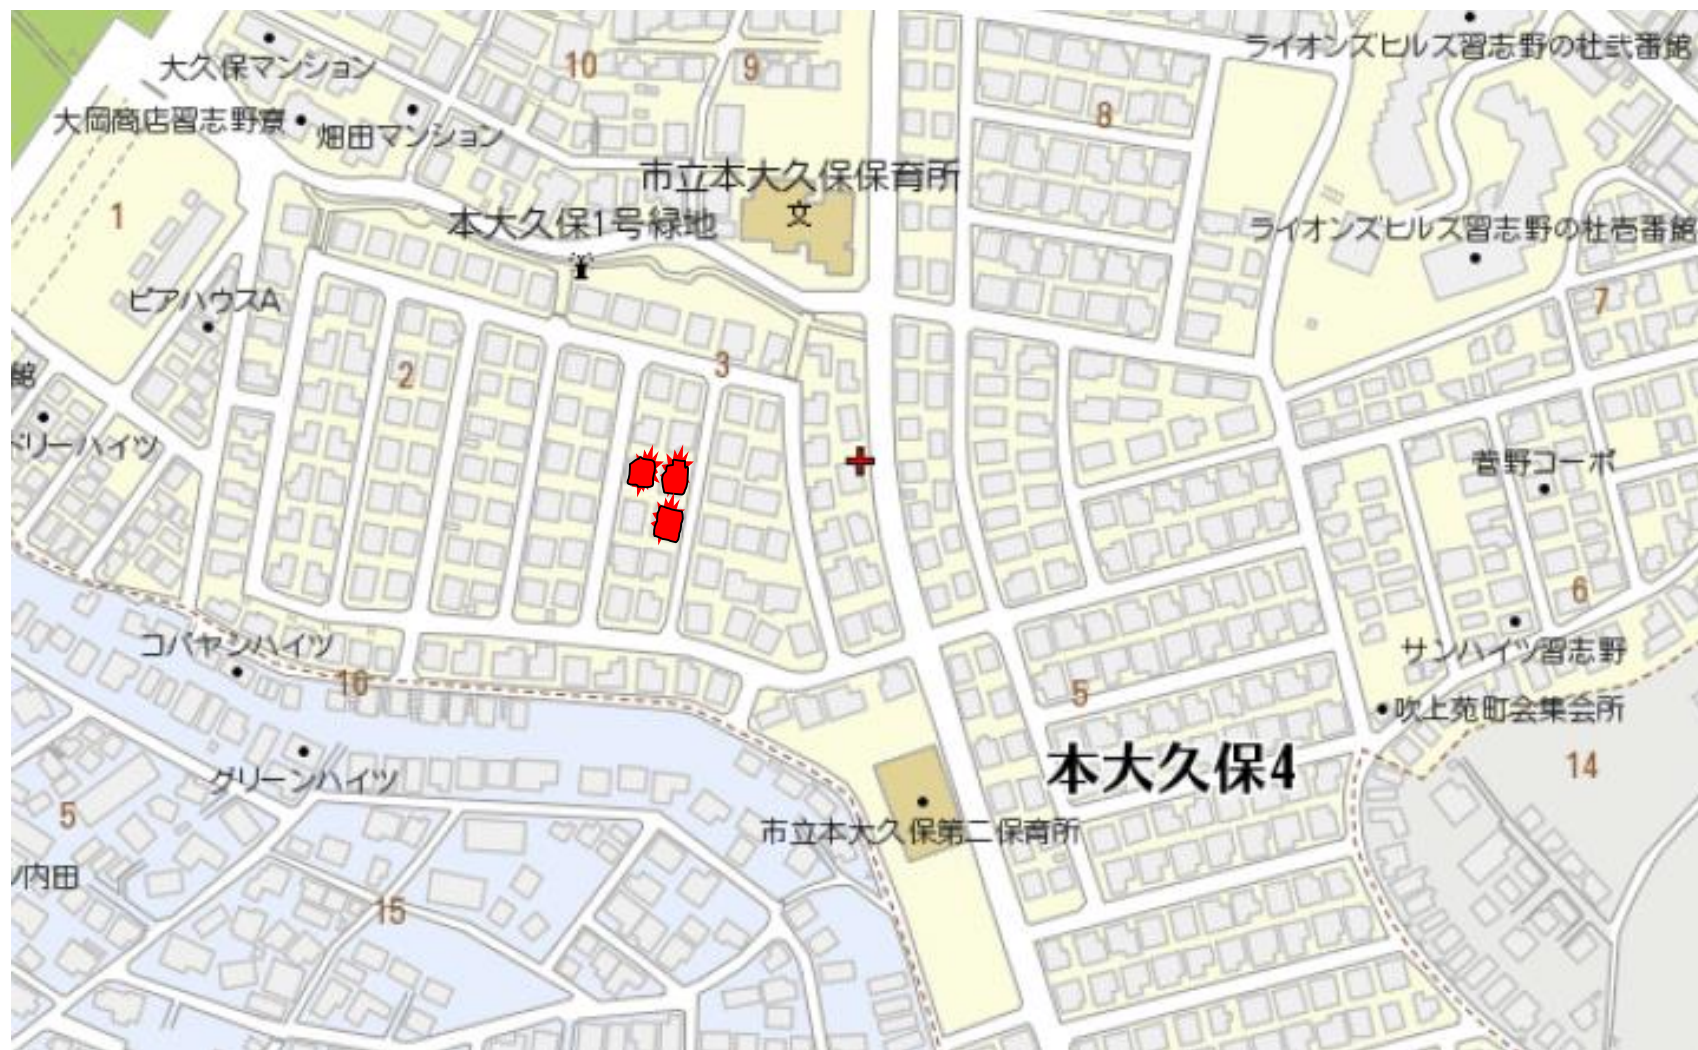 ライオンズヒルズ習志野の杜弐番館
大久保マンション
10
9
8
大岡商店習志野寮
畑田マンション
市立本大久保保育所
文
1
本大久保1号緑地
ライオンズヒルズ習志野の杜壱番館
ピアハウスA
7
館
2
3
ドリーハイツ
菅野コーポ
6
コバヤシハイツ
サンハイツ習志野
16
5
吹上苑町会集会所
本大久保4
14
グリーンハイツ
5
市立本大久保第二保育所
内田
15